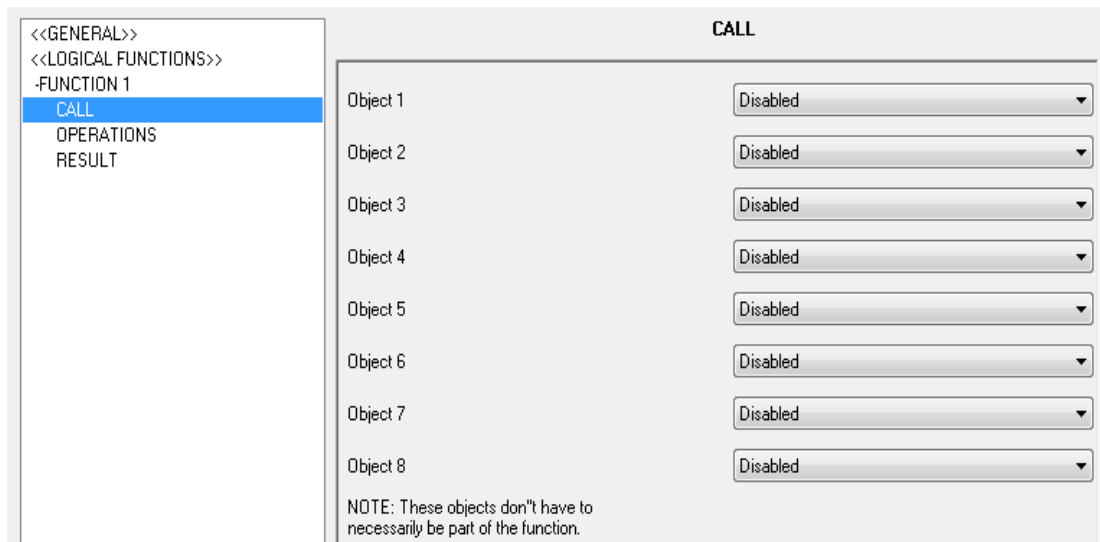 <<GENERAL>>
<<LOGICAL FUNCTIONS>>
-FUNCTION 1
CALL
OPERATIONS
RESULT
CALL
Object 1 Disabled
Object 2 Disabled
Object 3 Disabled
Object 4 Disabled
Object 5 Disabled
Object 6 Disabled
Object 7 Disabled
Object 8 Disabled
NOTE: These objects don"t have to
necessarily be part of the function.